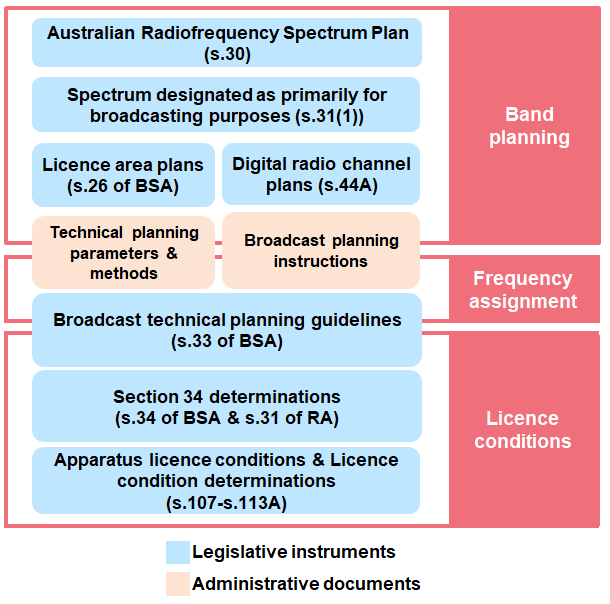 Australian Radiofrequency Spectrum Plan
(s.30)
Spectrum designated as primarily for
broadcasting purposes (s.31(1))
Band
planning
Licence area plans
(s.26 of BSA)
Digital radio channel
plans (s.44A)
Technical planning
parameters &
methods
Broadcast planning
instructions
Frequency
assignment
Broadcast technical planning guidelines
(s.33 of BSA)
Section 34 determinations
(s.34 of BSA & s.31 of RA)
Licence
conditions
Apparatus licence conditions & Licence
condition determinations
(s.107-s.113A)
Legislative instruments
Administrative documents